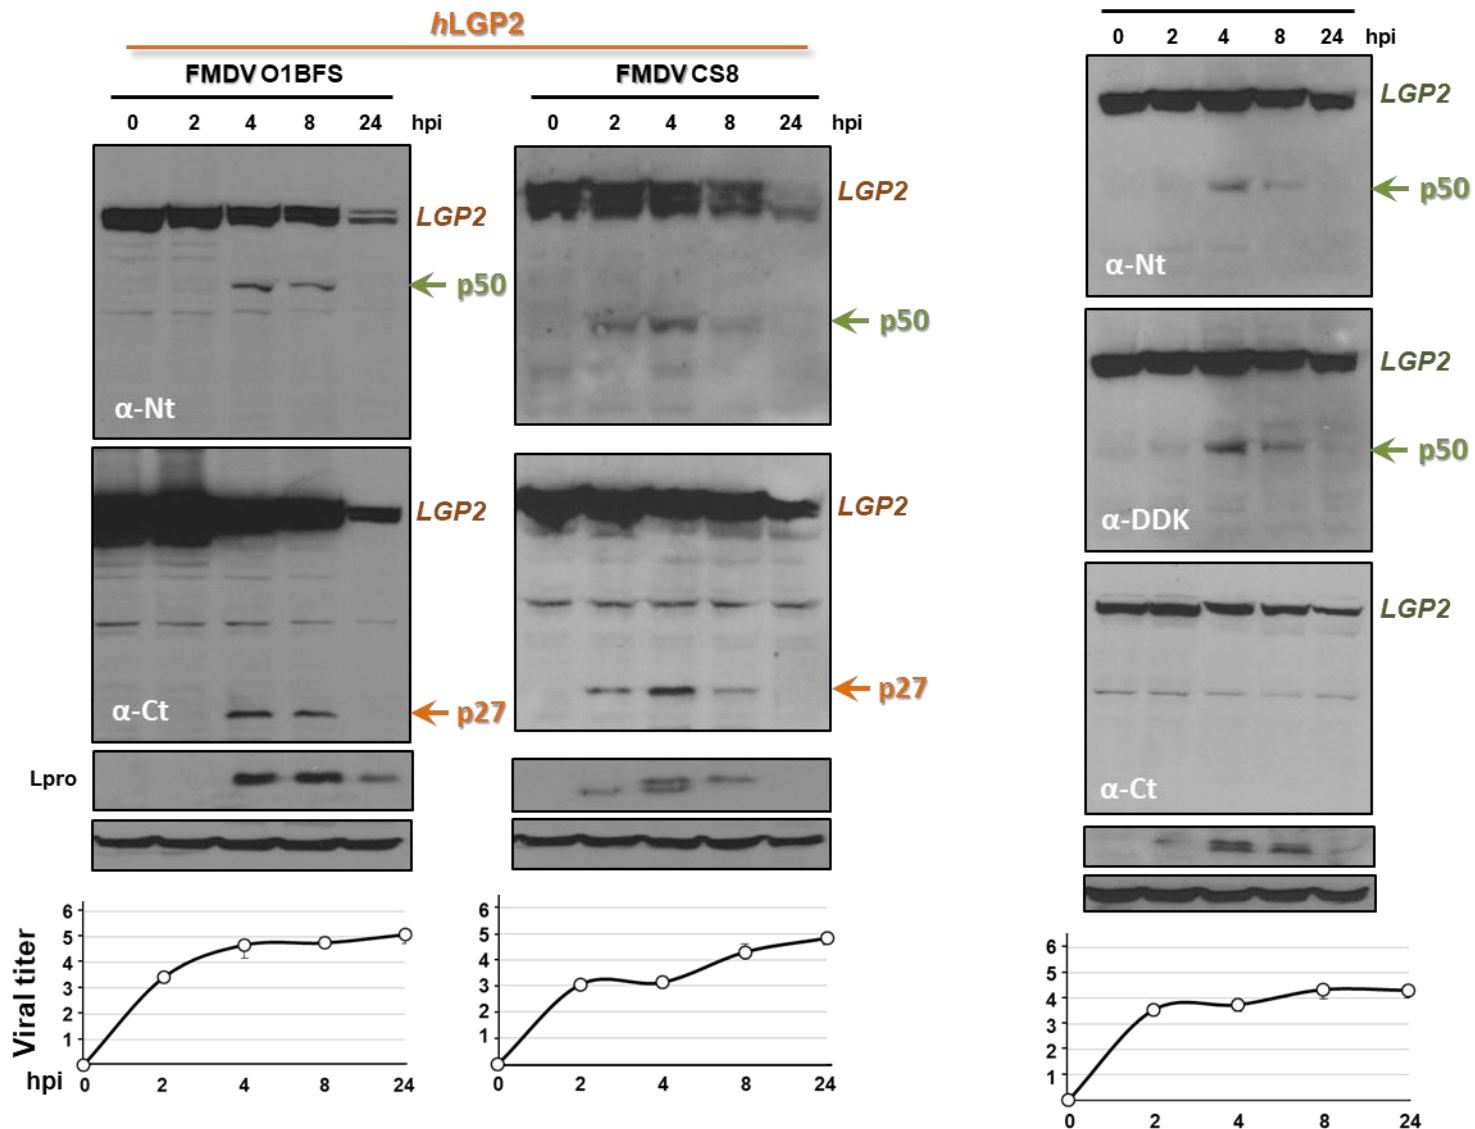 hLGP2
FMDV O1BFS
0 2 4 8 24 hpi
LGP2
p50
α-Nt
LGP2
α-Ct
p27
Lpro
FMDV CS8
0 2 4 8 24 hpi
LGP2
p50
LGP2
p27
0 2 4 8 24 hpi
LGP2
p50
α-Nt
LGP2
p50
α-DDK
LGP2
α-Ct
Viral titer
6
5
4
3
2
1
hpi 0 2 4 8 24
6
5
4
3
2
1
0 2 4 8 24
6
5
4
3
2
1
0 2 4 8 24